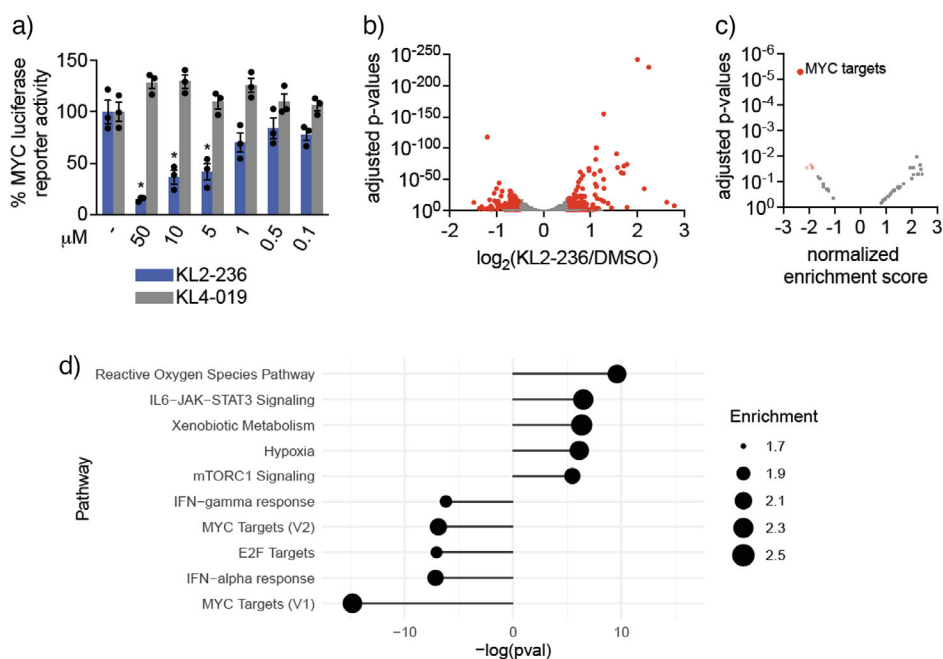 a)
% MYC luciferase
reporter activity
150
100
50
0
* * *
μM - 50 10 5 1 0.5 0.1
KL2-236
KL4-019
b)
adjusted p-values
10-250
10-200
10-150
10-100
10-50
100
-2 -1 0 1 2 3
log2(KL2-236/DMSO)
c)
adjusted p-values
10-6
10-5
10-4
10-3
10-2
10-1
100
MYC targets
-3 -2 -1 0 1 2 3
normalized
enrichment score
d)
Pathway
Reactive Oxygen Species Pathway
IL6−JAK−STAT3 Signaling
Xenobiotic Metabolism
Hypoxia
mTORC1 Signaling
IFN−gamma response
MYC Targets (V2)
E2F Targets
IFN−alpha response
MYC Targets (V1)
−10 0 10
−log(pval)
Enrichment
1.7
1.9
2.1
2.3
2.5